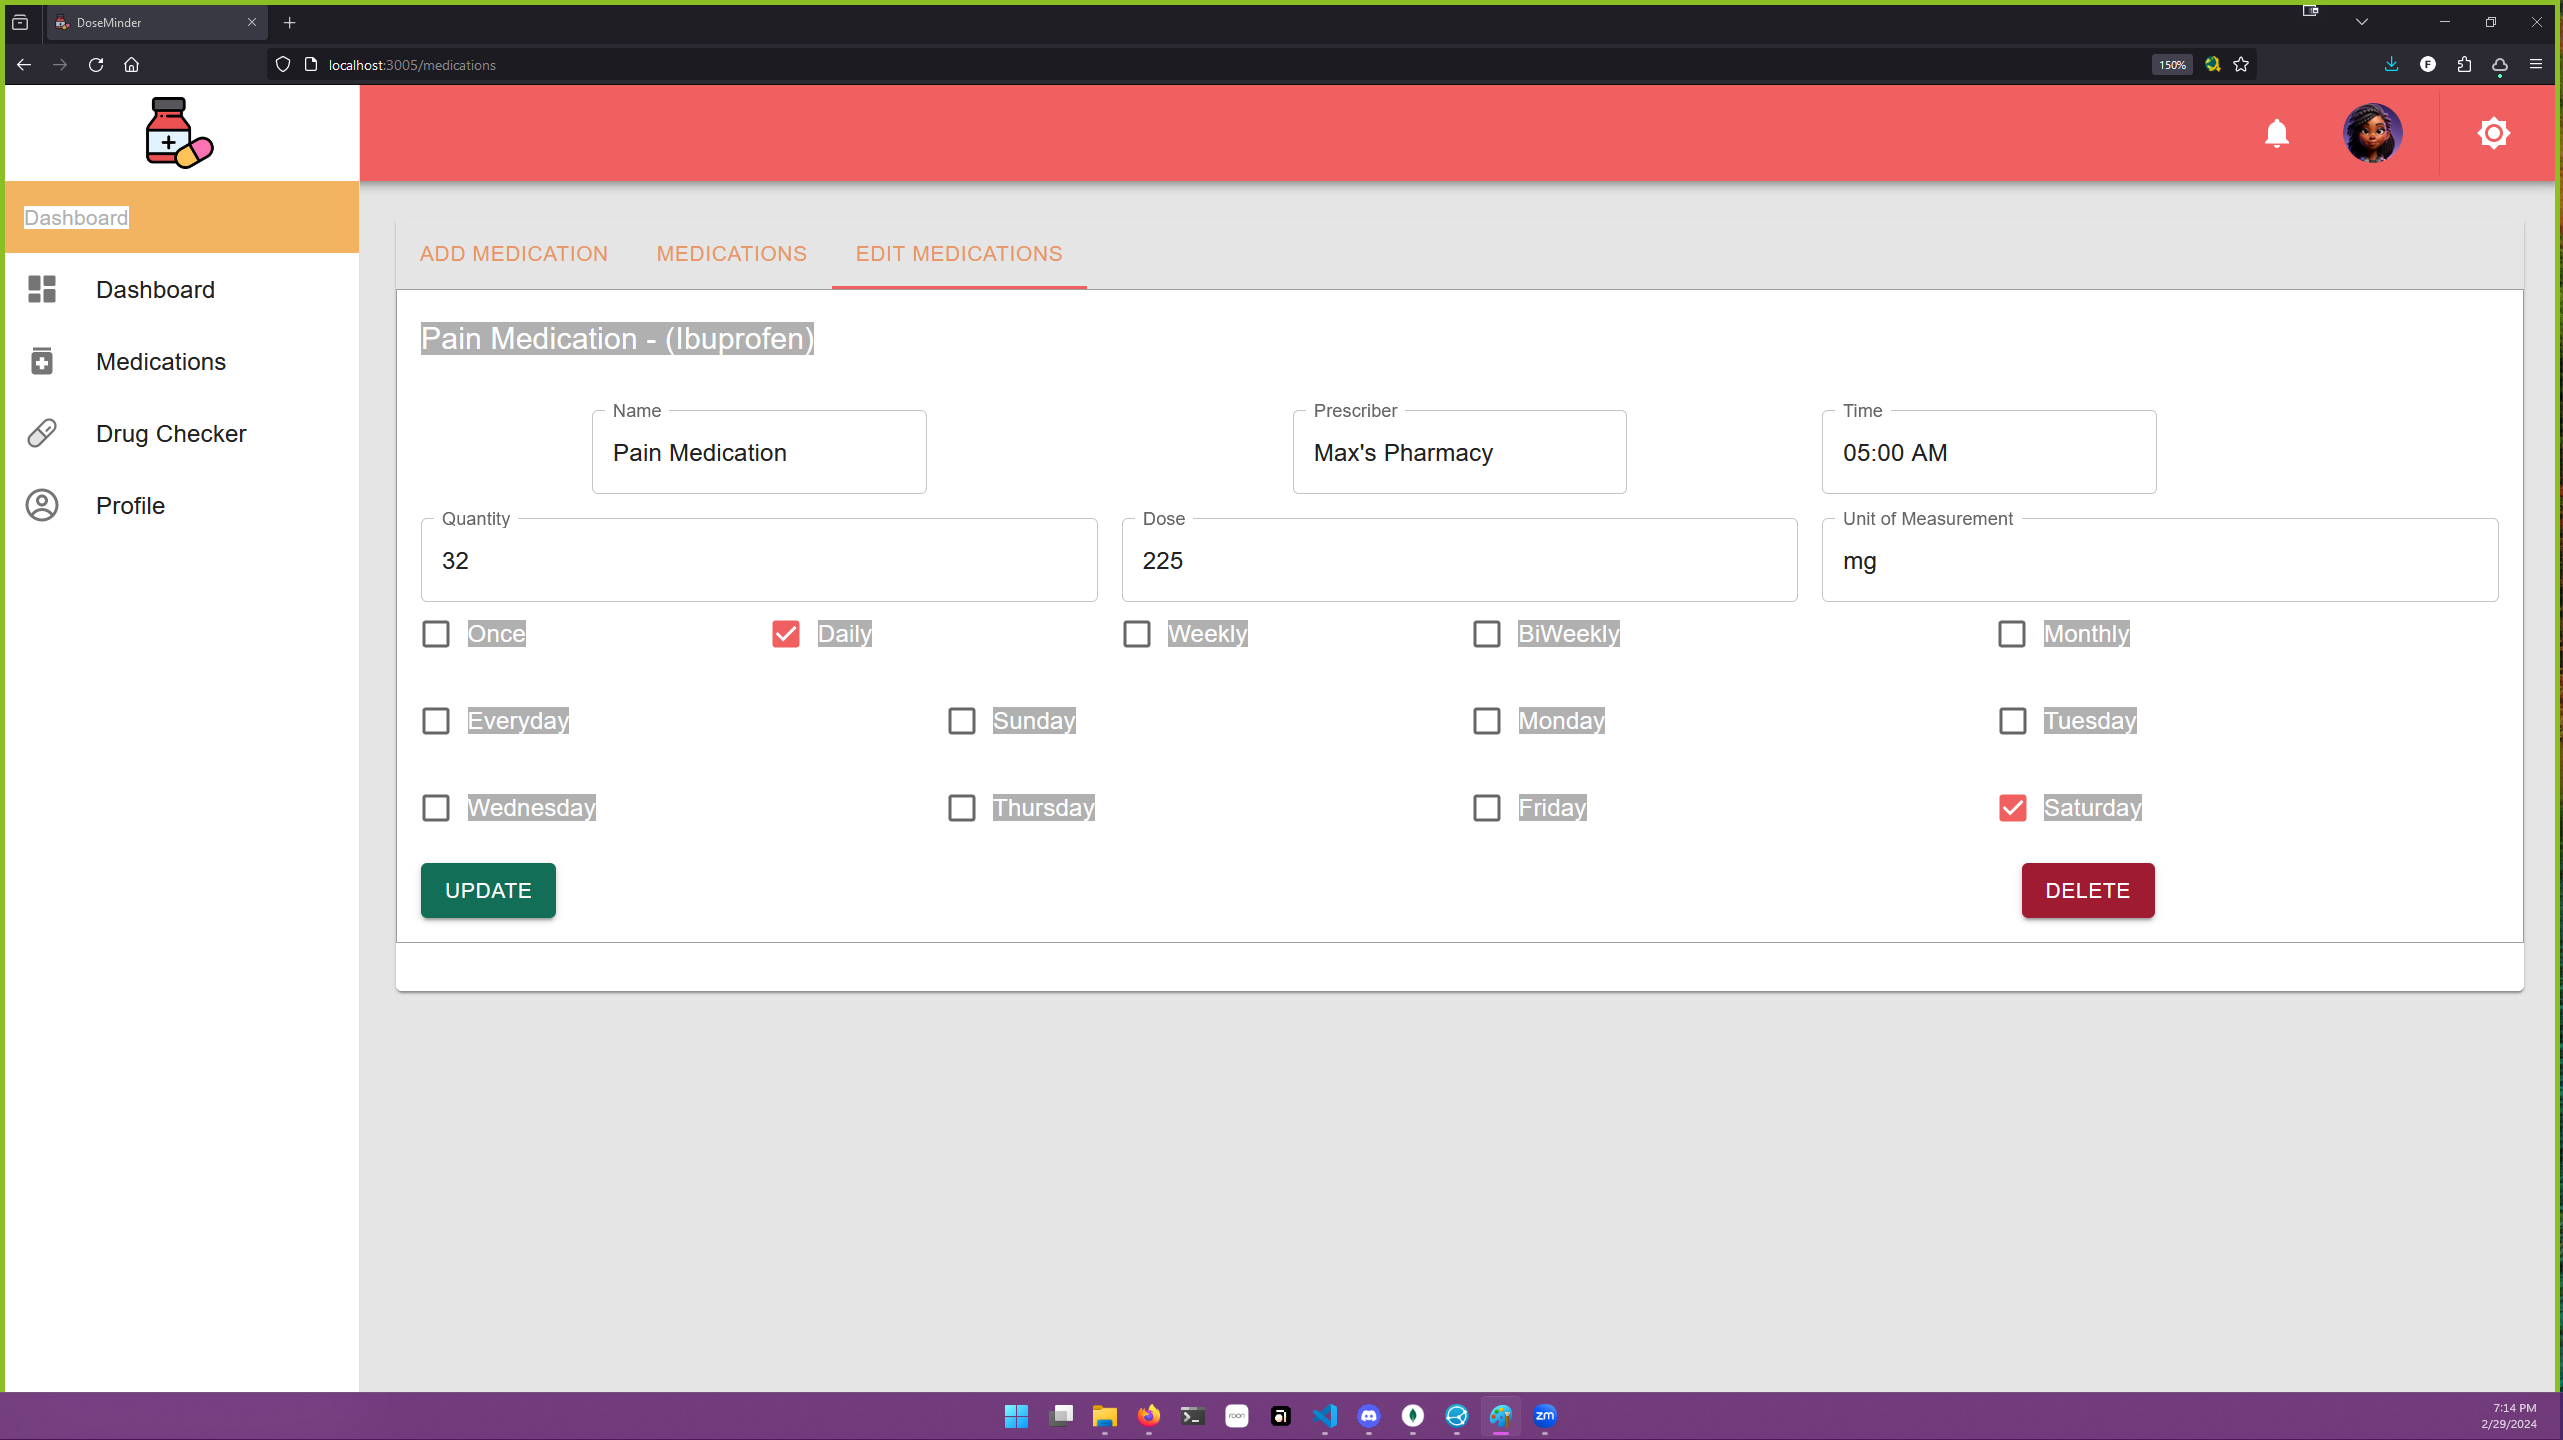 DoseMinder
localhost:3005/medications
150%
Dashboard
Dashboard
Medications
Drug Checker
Profile
ADD MEDICATION MEDICATIONS EDIT MEDICATIONS
Pain Medication - (Ibuprofen)
Name Prescriber Time
Pain Medication Max's Pharmacy 05:00 AM
Quantity Dose Unit of Measurement
32 225 mg
Once Daily Weekly BiWeekly Monthly
Everyday Sunday Monday Tuesday
Wednesday Thursday Friday Saturday
UPDATE DELETE
roon zm
7:14 PM
2/29/2024